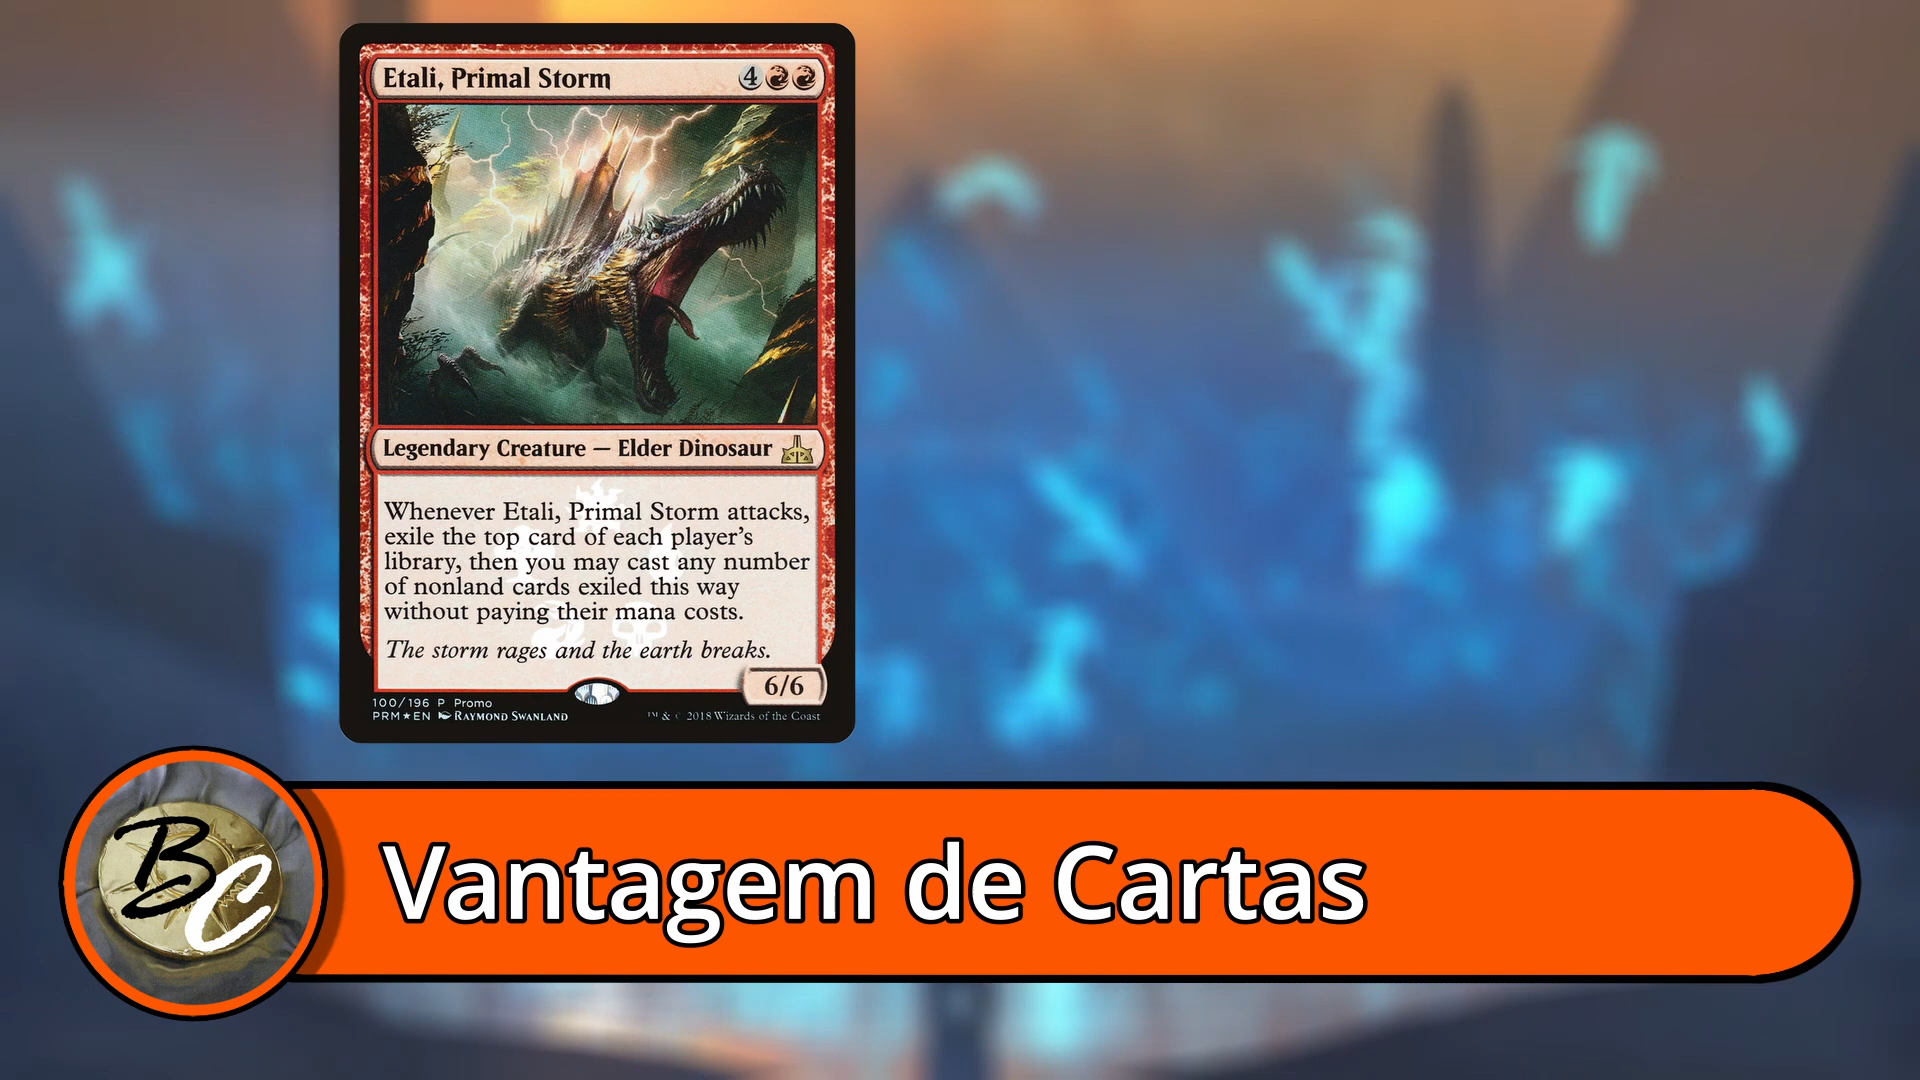 Etali, Primal Storm 4
Legendary Creature — Elder Dinosaur
Whenever Etali, Primal Storm attacks,
exile the top card of each player's
library, then you may cast any number
of nonland cards exiled this way
without paying their mana costs.
The storm rages and the earth breaks.
6/6
100/196 P Promo
PRM★EN RAYMOND SWANLAND ™ & © 2018 Wizards of the Coast
BC Vantagem de Cartas